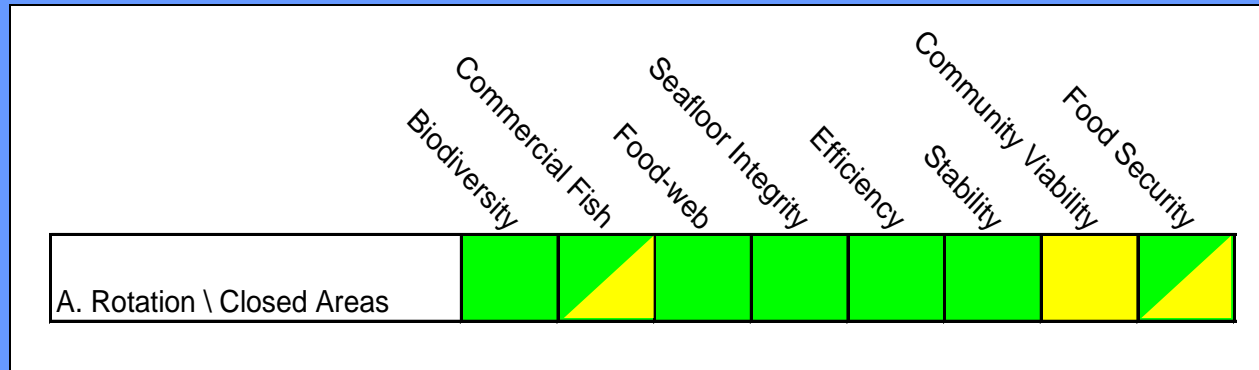 Biodiversity
Commercial Fish
Food-web
Seafloor Integrity
Efficiency
Stability
Community Viability
Food Security
A. Rotation \ Closed Areas